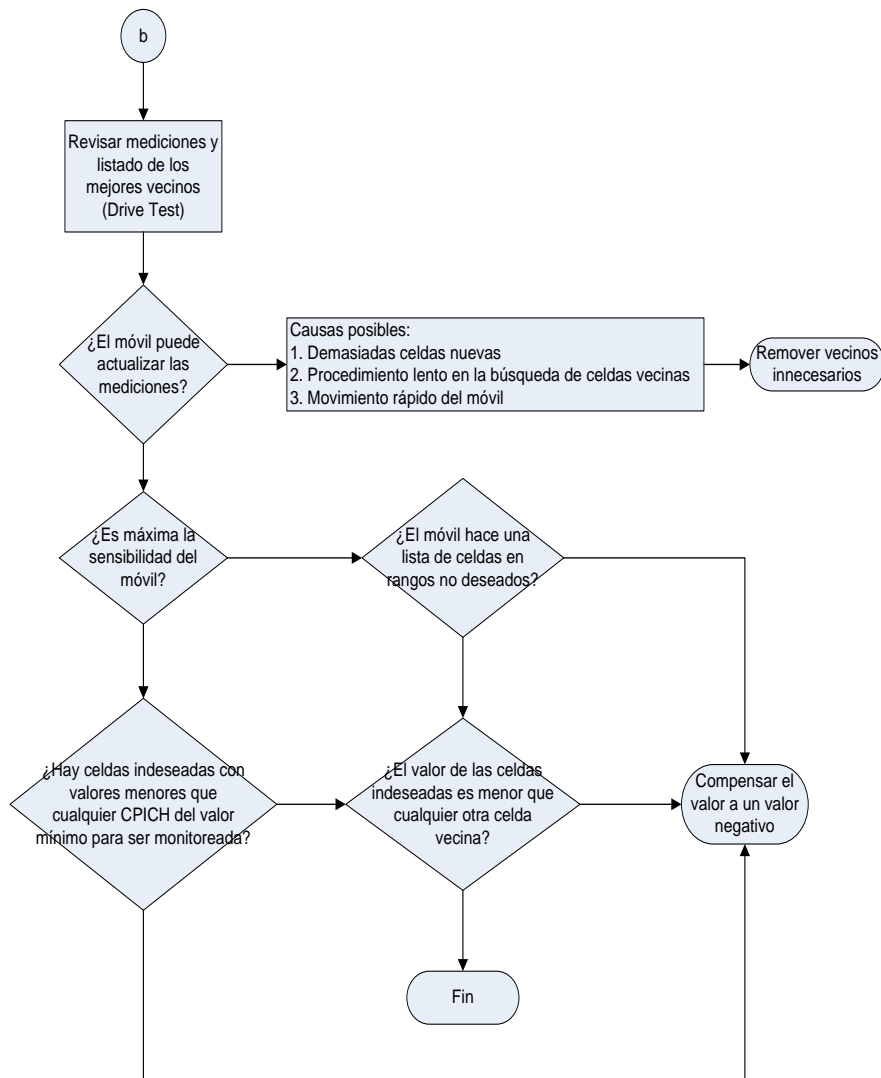 b
Revisar mediciones y
listado de los
mejores vecinos
(Drive Test)
¿El móvil puede
actualizar las
mediciones?
Causas posibles:
1. Demasiadas celdas nuevas
2. Procedimiento lento en la búsqueda de celdas vecinas
3. Movimiento rápido del móvil
Remover vecinos
innecesarios
¿Es máxima la
sensibilidad del
móvil?
¿El móvil hace una
lista de celdas en
rangos no deseados?
¿Hay celdas indeseadas con
valores menores que
cualquier CPICH del valor
mínimo para ser monitoreada?
¿El valor de las celdas
indeseadas es menor que
cualquier otra celda
vecina?
Compensar el
valor a un valor
negativo
Fin